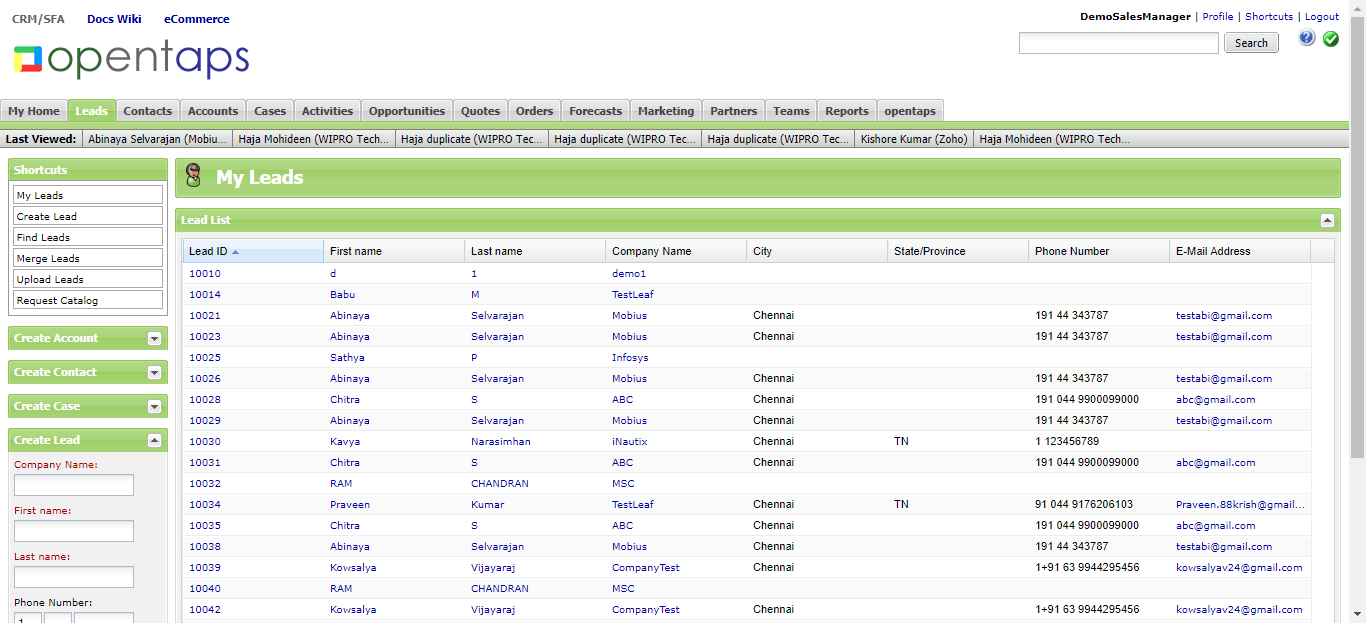 CRM/SFA Docs Wiki eCommerce
DemoSalesManager | Profile | Shortcuts | Logout
opentaps
Search
My Home Leads Contacts Accounts Cases Activities Opportunities Quotes Orders Forecasts Marketing Partners Teams Reports opentaps
Last Viewed: Abinaya Selvarajan (Mobiu... Haja Mohideen (WIPRO Tech... Haja duplicate (WIPRO Tec... Haja duplicate (WIPRO Tec... Haja duplicate (WIPRO Tec... Kishore Kumar (Zoho) Haja Mohideen (WIPRO Tech...
Shortcuts
My Leads
Create Lead
Find Leads
Merge Leads
Upload Leads
Request Catalog
Create Account
Create Contact
Create Case
Create Lead
Company Name:
First name:
Last name:
Phone Number:
1
My Leads
Lead List
Lead ID First name Last name Company Name City State/Province Phone Number E-Mail Address
10010 d 1 demo1
10014 Babu M TestLeaf
10021 Abinaya Selvarajan Mobius Chennai 191 44 343787 testabi@gmail.com
10023 Abinaya Selvarajan Mobius Chennai 191 44 343787 testabi@gmail.com
10025 Sathya P Infosys
10026 Abinaya Selvarajan Mobius Chennai 191 44 343787 testabi@gmail.com
10028 Chitra S ABC Chennai 191 044 9900099000 abc@gmail.com
10029 Abinaya Selvarajan Mobius Chennai 191 44 343787 testabi@gmail.com
10030 Kavya Narasimhan iNautix Chennai TN 1 123456789
10031 Chitra S ABC Chennai 191 044 9900099000 abc@gmail.com
10032 RAM CHANDRAN MSC
10034 Praveen Kumar TestLeaf Chennai TN 91 044 9176206103 Praveen.88krish@gmail...
10035 Chitra S ABC Chennai 191 044 9900099000 abc@gmail.com
10038 Abinaya Selvarajan Mobius Chennai 191 44 343787 testabi@gmail.com
10039 Kowsalya Vijayaraj CompanyTest Chennai 1+91 63 9944295456 kowsalyav24@gmail.com
10040 RAM CHANDRAN MSC
10042 Kowsalya Vijayaraj CompanyTest Chennai 1+91 63 9944295456 kowsalyav24@gmail.com